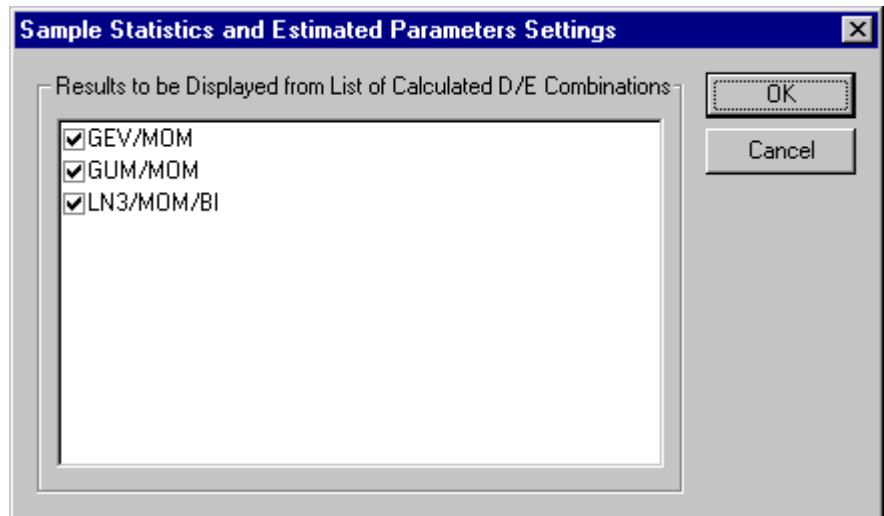 Sample Statistics and Estimated Parameters Settings
Results to be Displayed from List of Calculated D/E Combinations
OK
GEV/MOM
Cancel
GUM/MOM
LN3/MOM/BI